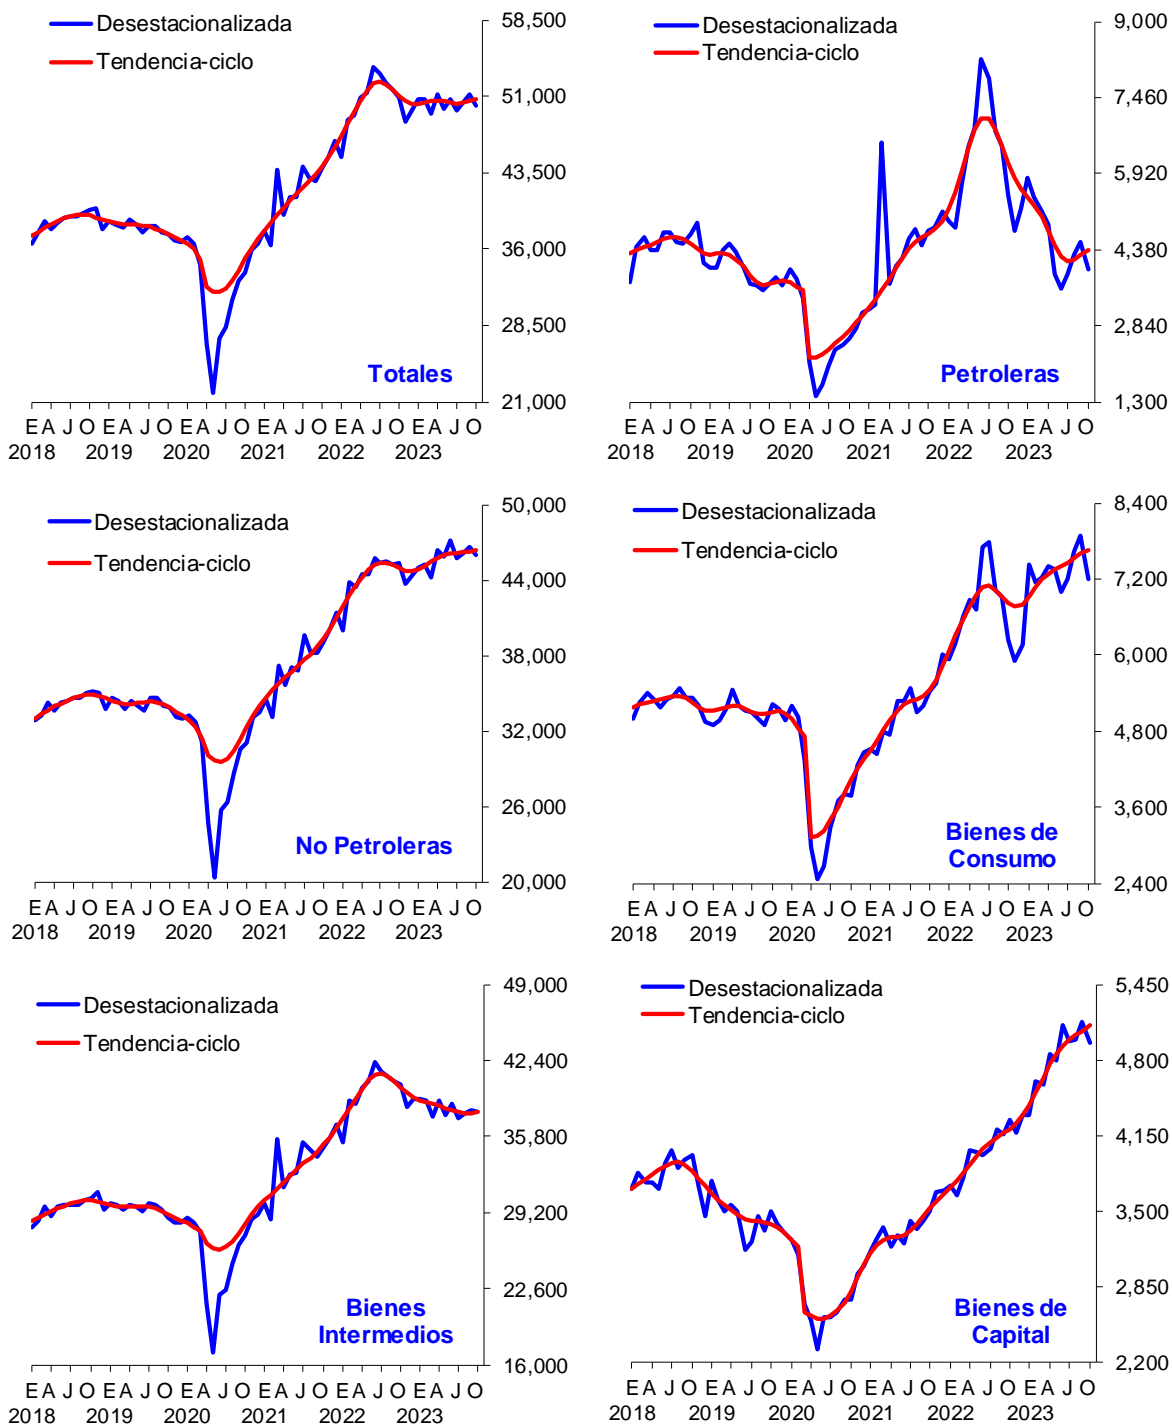 Desestacionalizada
Tendencia-ciclo
58,500
51,000
43,500
36,000
28,500
21,000
Totales
E A J O E A J O E A J O E A J O E A J O E A J O
2018 2019 2020 2021 2022 2023
Desestacionalizada
Tendencia-ciclo
9,000
7,460
5,920
4,380
2,840
1,300
Petroleras
E A J O E A J O E A J O E A J O E A J O E A J O
2018 2019 2020 2021 2022 2023
Desestacionalizada
Tendencia-ciclo
50,000
44,000
38,000
32,000
26,000
20,000
No Petroleras
E A J O E A J O E A J O E A J O E A J O E A J O
2018 2019 2020 2021 2022 2023
Desestacionalizada
Tendencia-ciclo
8,400
7,200
6,000
4,800
3,600
2,400
Bienes de
Consumo
E A J O E A J O E A J O E A J O E A J O E A J O
2018 2019 2020 2021 2022 2023
Desestacionalizada
Tendencia-ciclo
49,000
42,400
35,800
29,200
22,600
16,000
Bienes
Intermedios
E A J O E A J O E A J O E A J O E A J O E A J O
2018 2019 2020 2021 2022 2023
Desestacionalizada
Tendencia-ciclo
5,450
4,800
4,150
3,500
2,850
2,200
Bienes de
Capital
E A J O E A J O E A J O E A J O E A J O E A J O
2018 2019 2020 2021 2022 2023